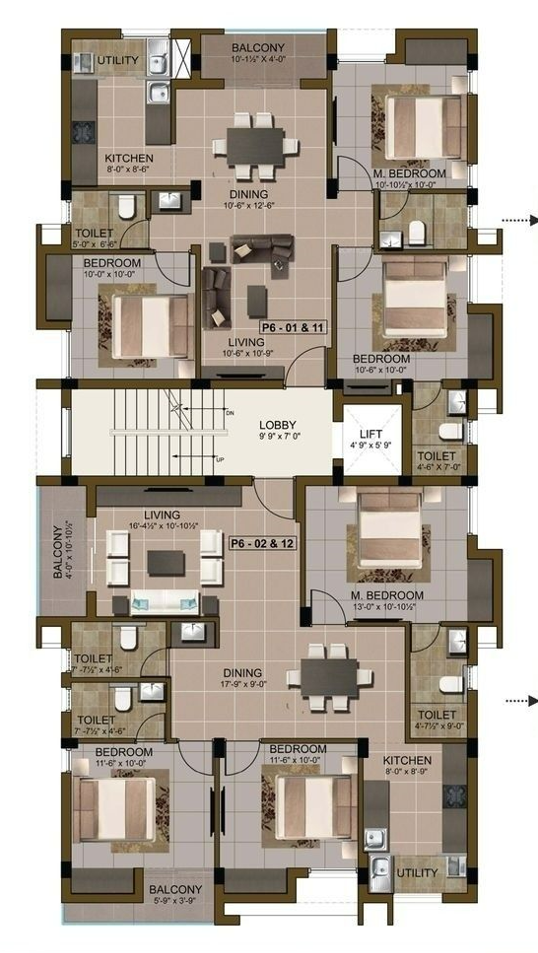 UTILITY
BALCONY
10'-1½" X 4'-0"
KITCHEN
8'-0" x 8'-6"
M. BEDROOM
10'-10½"x 10'-0"
DINING
10'-6" x 12'-6"
TOILET
5'-0" x 6'-6"
BEDROOM
10'-0" x 10'-0"
P6 - 01 & 11
LIVING
10'-6" x 10'-9"
BEDROOM
10'-6" x 10'-0"
DN
LOBBY
9' 9" x 7' 0"
LIFT
4' 9" x 5' 9"
UP
TOILET
4'-6" X 7'-0"
LIVING
16'-4½" x 10'-10½"
BALCONY
4'-0" x 10'-10½"
P6 - 02 & 12
M. BEDROOM
13'-0" x 10'-10½"
TOILET
7' -7½" x 4'-6"
DINING
17'-9" x 9'-0"
TOILET
7' -7½" x 4'-6"
TOILET
4'-7½" x 9'-0"
BEDROOM
11'-6" x 10'-0"
BEDROOM
11'-6" x 10'-0"
KITCHEN
8'-0" x 8'-9"
UTILITY
BALCONY
5'-9" x 3'-9"